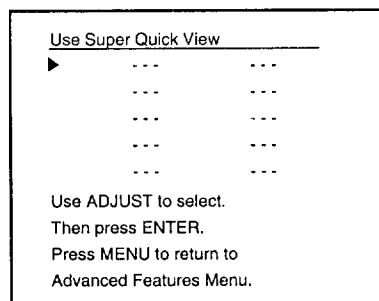 Use Super Quick View
▶ - - - - - -
- - - - - -
- - - - - -
- - - - - -
- - - - - -
Use ADJUST to select.
Then press ENTER.
Press MENU to return to
Advanced Features Menu.